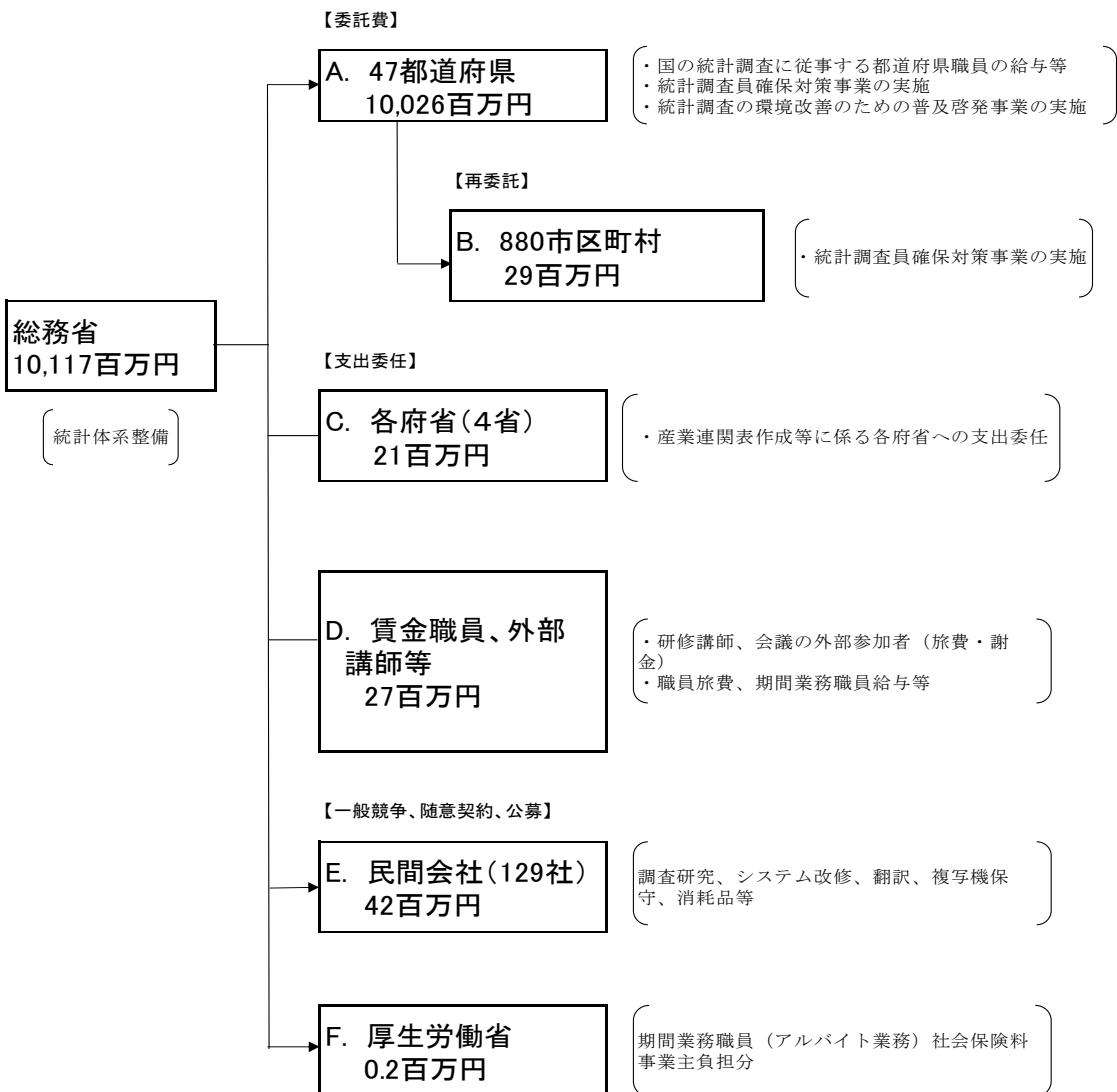 【委託費】
A. 47都道府県
10,026百万円
・国の統計調査に従事する都道府県職員の給与等
・統計調査員確保対策事業の実施
・統計調査の環境改善のための普及啓発事業の実施
【再委託】
B. 880市区町村
29百万円
・統計調査員確保対策事業の実施
総務省
10,117百万円
統計体系整備
【支出委任】
C. 各府省(4省)
21百万円
・産業連関表作成等に係る各府省への支出委任
D. 賃金職員、外部
講師等
27百万円
・研修講師、会議の外部参加者(旅費・謝
金)
・職員旅費、期間業務職員給与等
【一般競争、随意契約、公募】
E. 民間会社(129社)
42百万円
調査研究、システム改修、翻訳、複写機保
守、消耗品等
F. 厚生労働省
0.2百万円
期間業務職員(アルバイト業務)社会保険料
事業主負担分